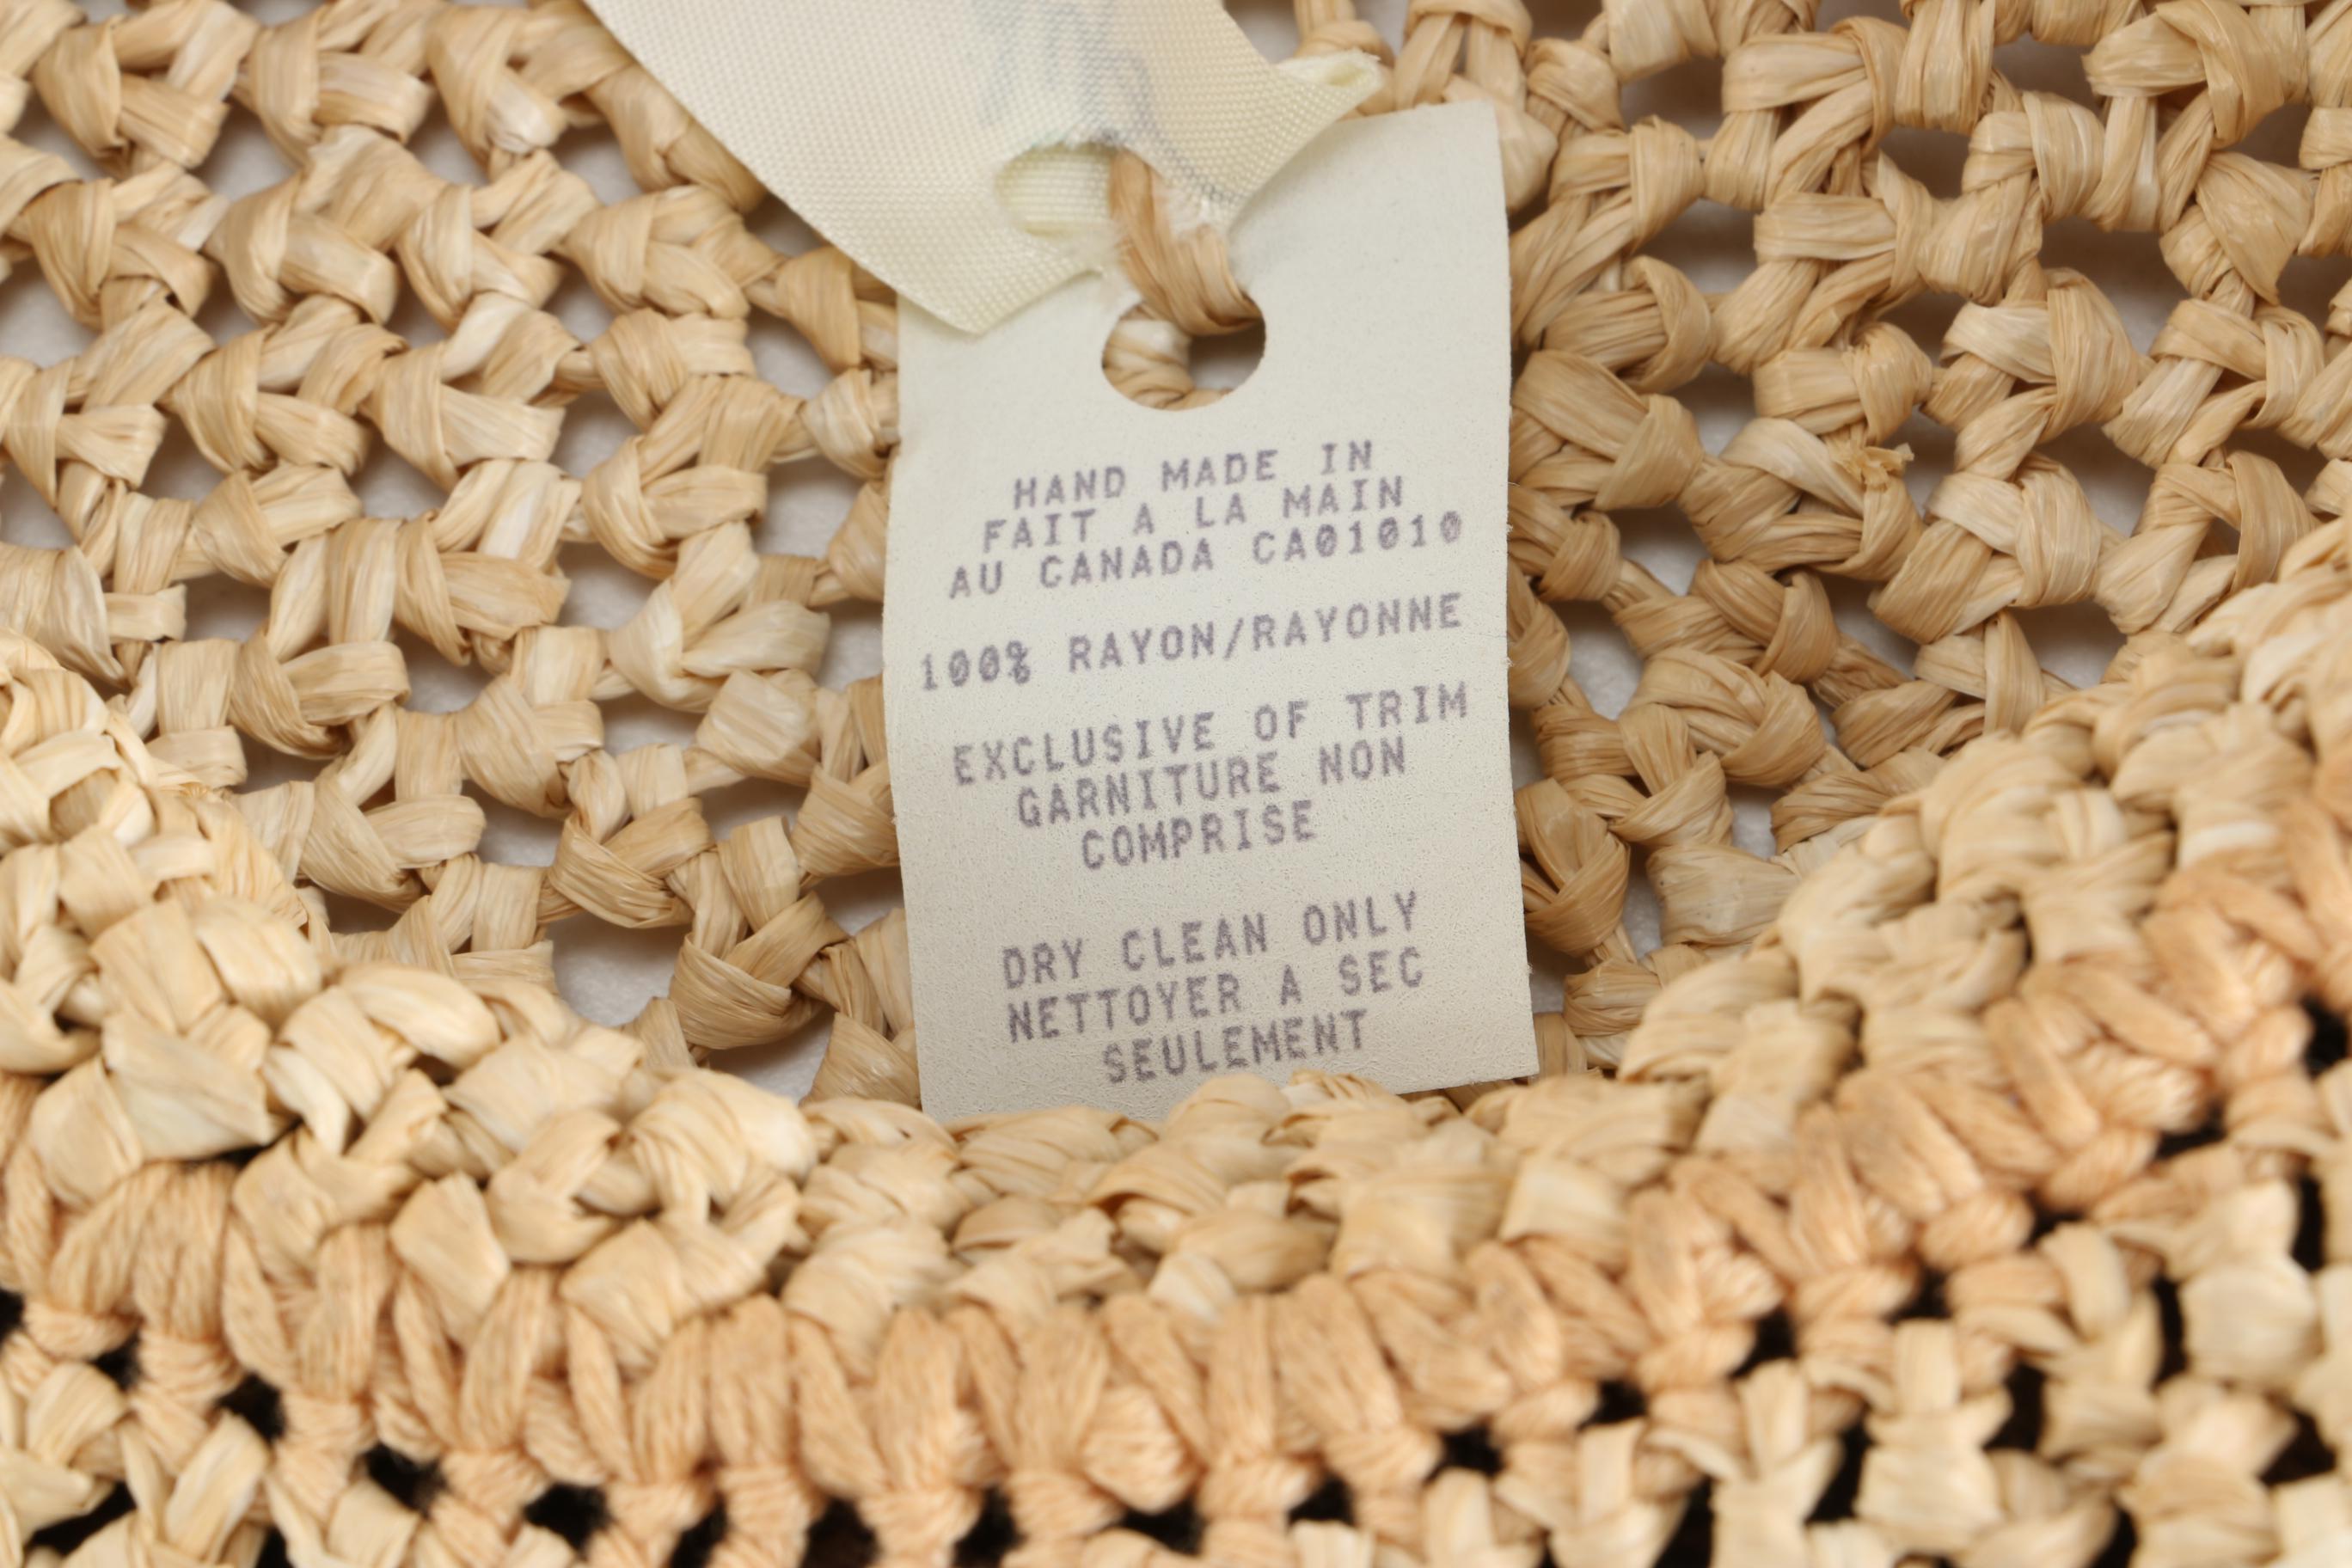 HAND MADE IN
FAIT A LA MAIN
AU CANADA CA01010
100% RAYON/RAYONNE
EXCLUSIVE OF TRIM
GARNITURE NON
COMPRISE
DRY CLEAN ONLY
NETTOYER A SEC
SEULEMENT